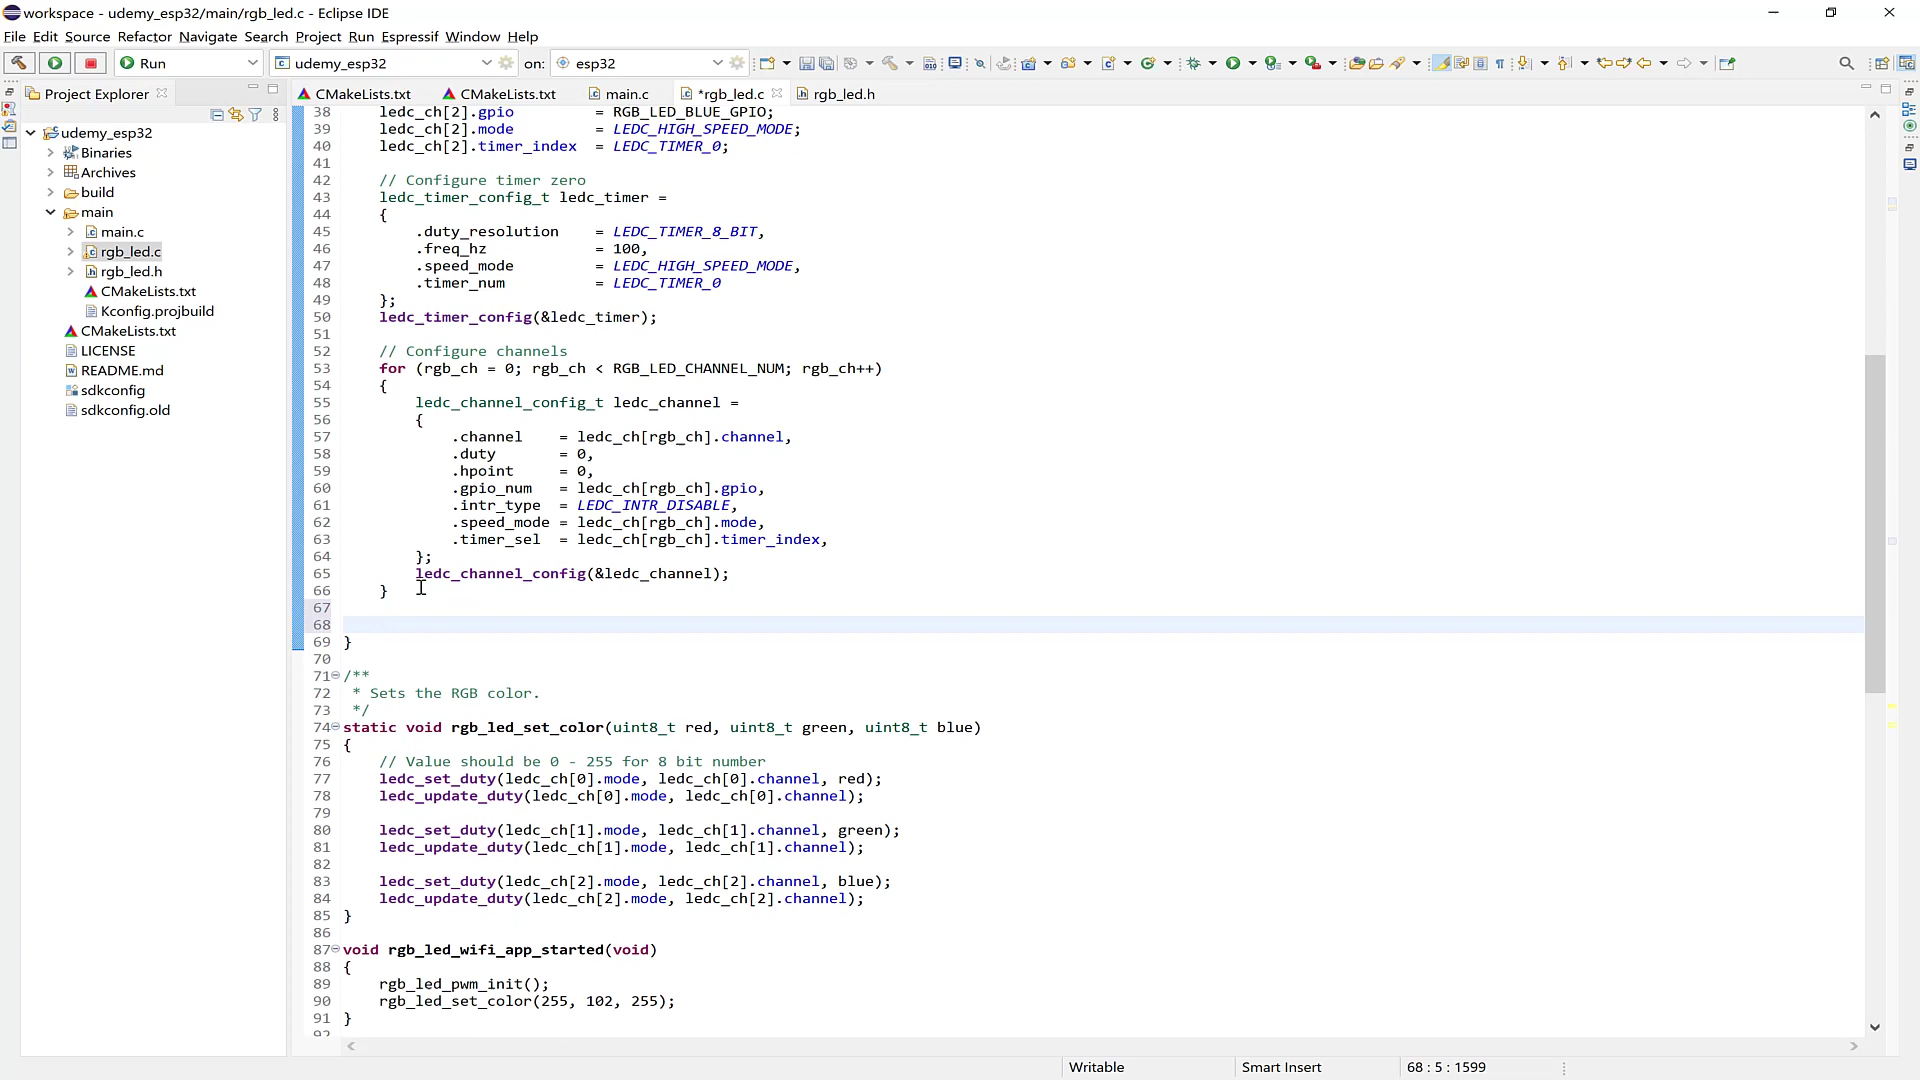 workspace - udemy_esp32/main/rgb_led.c - Eclipse IDE
File Edit Source Refactor Navigate Search Project Run Espressif Window Help
Run udemy_esp32 on: esp32
Project Explorer
udemy_esp32
Binaries
Archives
build
main
main.c
rgb_led.c
rgb_led.h
CMakeLists.txt
Kconfig.projbuild
CMakeLists.txt
LICENSE
README.md
sdkconfig
sdkconfig.old
CMakeLists.txt CMakeLists.txt main.c *rgb_led.c rgb_led.h
38 ledc_ch[2].gpio = RGB_LED_BLUE_GPIO;
39 ledc_ch[2].mode = LEDC_HIGH_SPEED_MODE;
40 ledc_ch[2].timer_index = LEDC_TIMER_0;
41
42 // Configure timer zero
43 ledc_timer_config_t ledc_timer =
44 {
45 .duty_resolution = LEDC_TIMER_8_BIT,
46 .freq_hz = 100,
47 .speed_mode = LEDC_HIGH_SPEED_MODE,
48 .timer_num = LEDC_TIMER_0
49 };
50 ledc_timer_config(&ledc_timer);
51
52 // Configure channels
53 for (rgb_ch = 0; rgb_ch < RGB_LED_CHANNEL_NUM; rgb_ch++)
54 {
55 ledc_channel_config_t ledc_channel =
56 {
57 .channel = ledc_ch[rgb_ch].channel,
58 .duty = 0,
59 .hpoint = 0,
60 .gpio_num = ledc_ch[rgb_ch].gpio,
61 .intr_type = LEDC_INTR_DISABLE,
62 .speed_mode = ledc_ch[rgb_ch].mode,
63 .timer_sel = ledc_ch[rgb_ch].timer_index,
64 };
65 ledc_channel_config(&ledc_channel);
66 }
67
68
69 }
70
71 /**
72 * Sets the RGB color.
73 */
74 static void rgb_led_set_color(uint8_t red, uint8_t green, uint8_t blue)
75 {
76 // Value should be 0 - 255 for 8 bit number
77 ledc_set_duty(ledc_ch[0].mode, ledc_ch[0].channel, red);
78 ledc_update_duty(ledc_ch[0].mode, ledc_ch[0].channel);
79
80 ledc_set_duty(ledc_ch[1].mode, ledc_ch[1].channel, green);
81 ledc_update_duty(ledc_ch[1].mode, ledc_ch[1].channel);
82
83 ledc_set_duty(ledc_ch[2].mode, ledc_ch[2].channel, blue);
84 ledc_update_duty(ledc_ch[2].mode, ledc_ch[2].channel);
85 }
86
87 void rgb_led_wifi_app_started(void)
88 {
89 rgb_led_pwm_init();
90 rgb_led_set_color(255, 102, 255);
91 }
92
Writable Smart Insert 68 : 5 : 1599